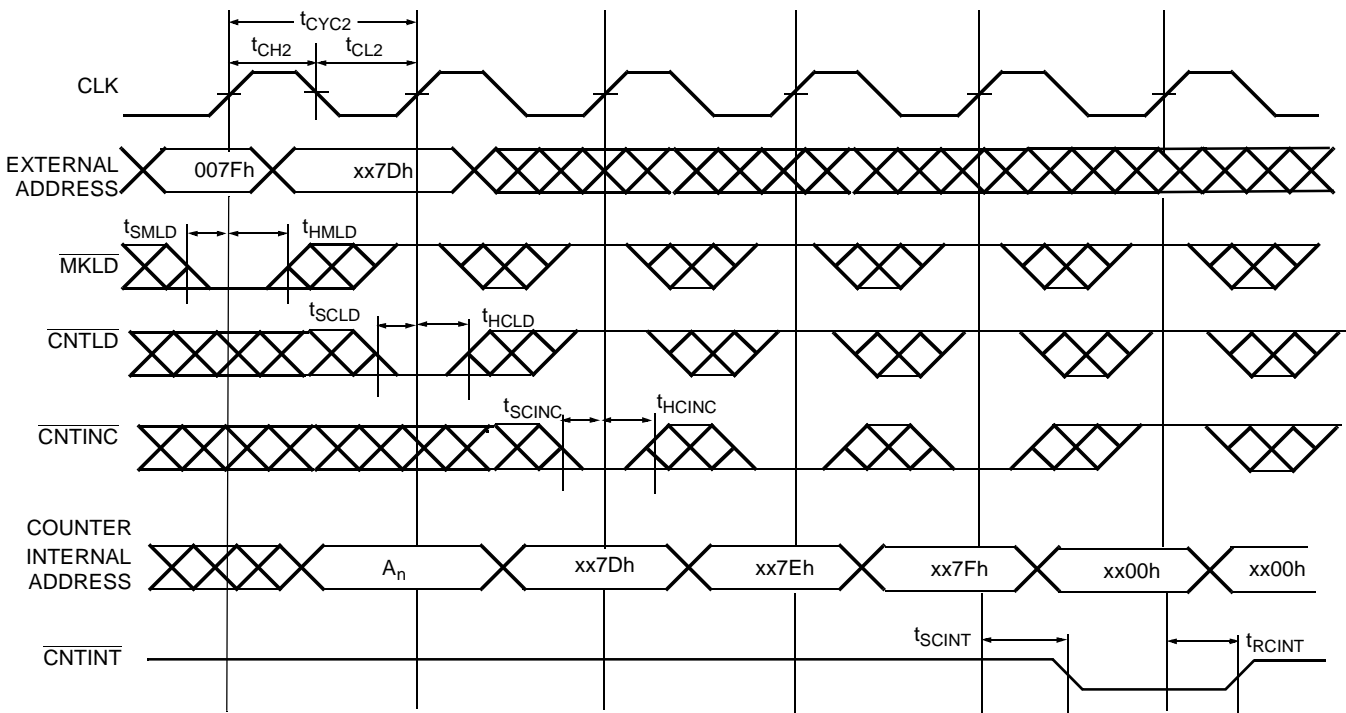 tCYC2
tCH2 tCL2
CLK
EXTERNAL
ADDRESS
007Fh xx7Dh
tSMLD tHMLD
MKLD
tSCLD tHCLD
CNTLD
tSCINC tHCINC
CNTINC
COUNTER
INTERNAL
ADDRESS
An xx7Dh xx7Eh xx7Fh xx00h xx00h
tSCINT tRCINT
CNTINT